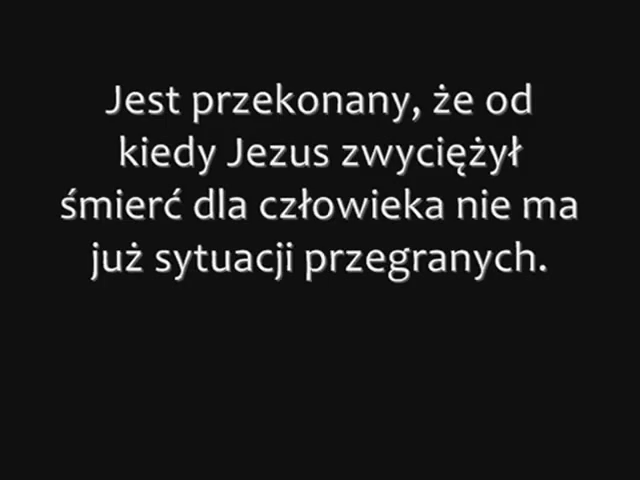 Jest przekonany, że od
kiedy Jezus zwyciężył
śmierć dla człowieka nie ma
już sytuacji przegranych.